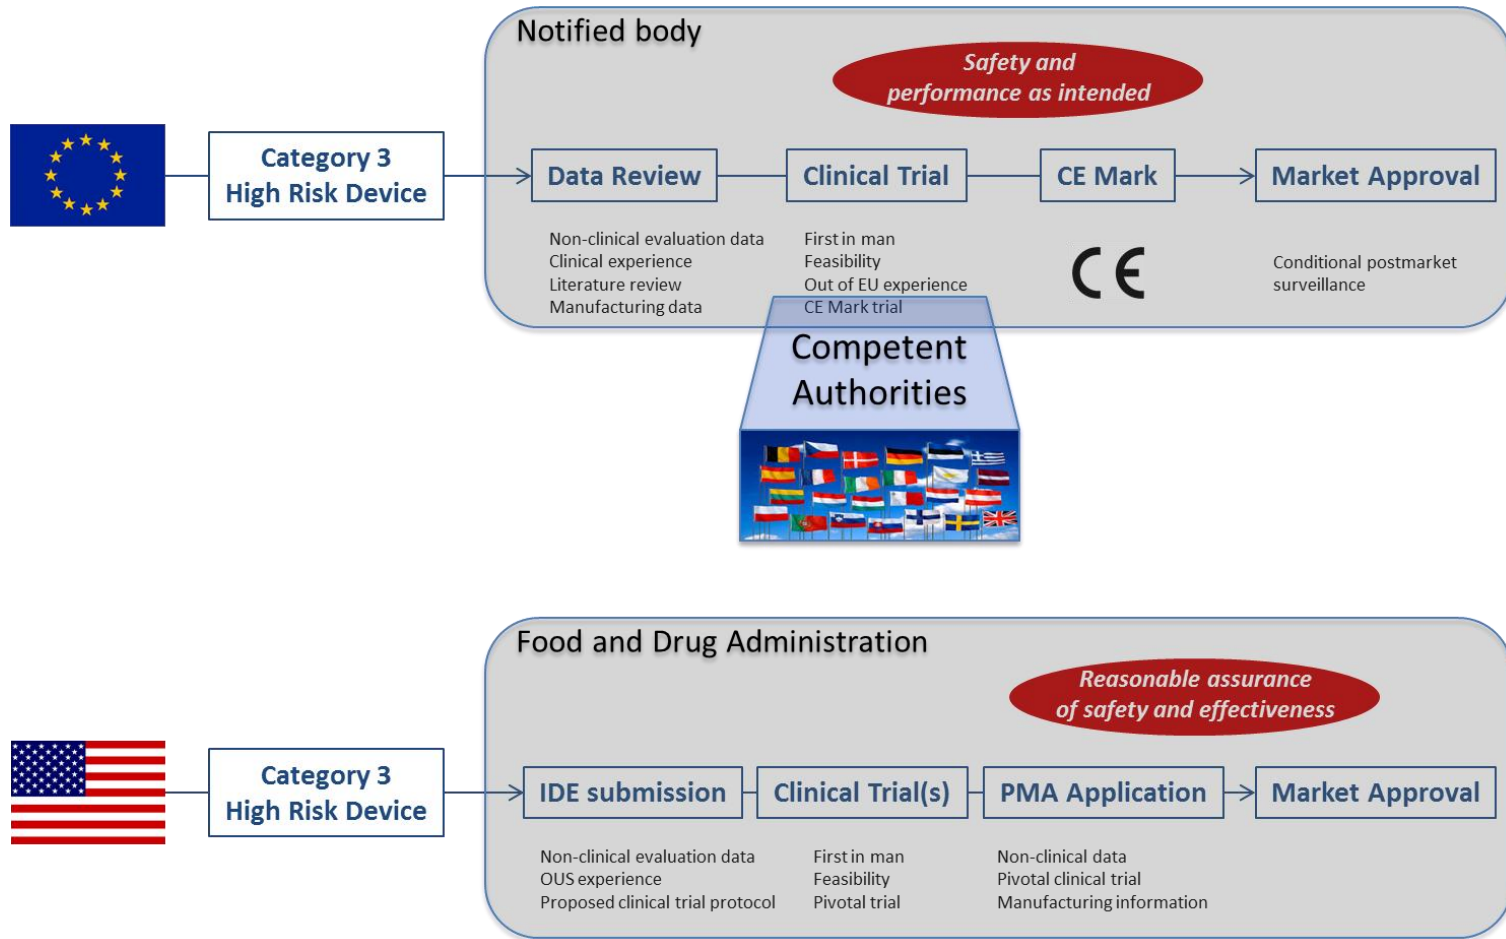 Notified body
Safety and
performance as intended
Category 3
High Risk Device
Data Review
Clinical Trial
CE Mark
Market Approval
Non-clinical evaluation data
Clinical experience
Literature review
Manufacturing data
First in man
Feasibility
Out of EU experience
CE Mark trial
CE
Conditional postmarket
surveillance
Competent
Authorities
Food and Drug Administration
Reasonable assurance
of safety and effectiveness
Category 3
High Risk Device
IDE submission
Clinical Trial(s)
PMA Application
Market Approval
Non-clinical evaluation data
OUS experience
Proposed clinical trial protocol
First in man
Feasibility
Pivotal trial
Non-clinical data
Pivotal clinical trial
Manufacturing information